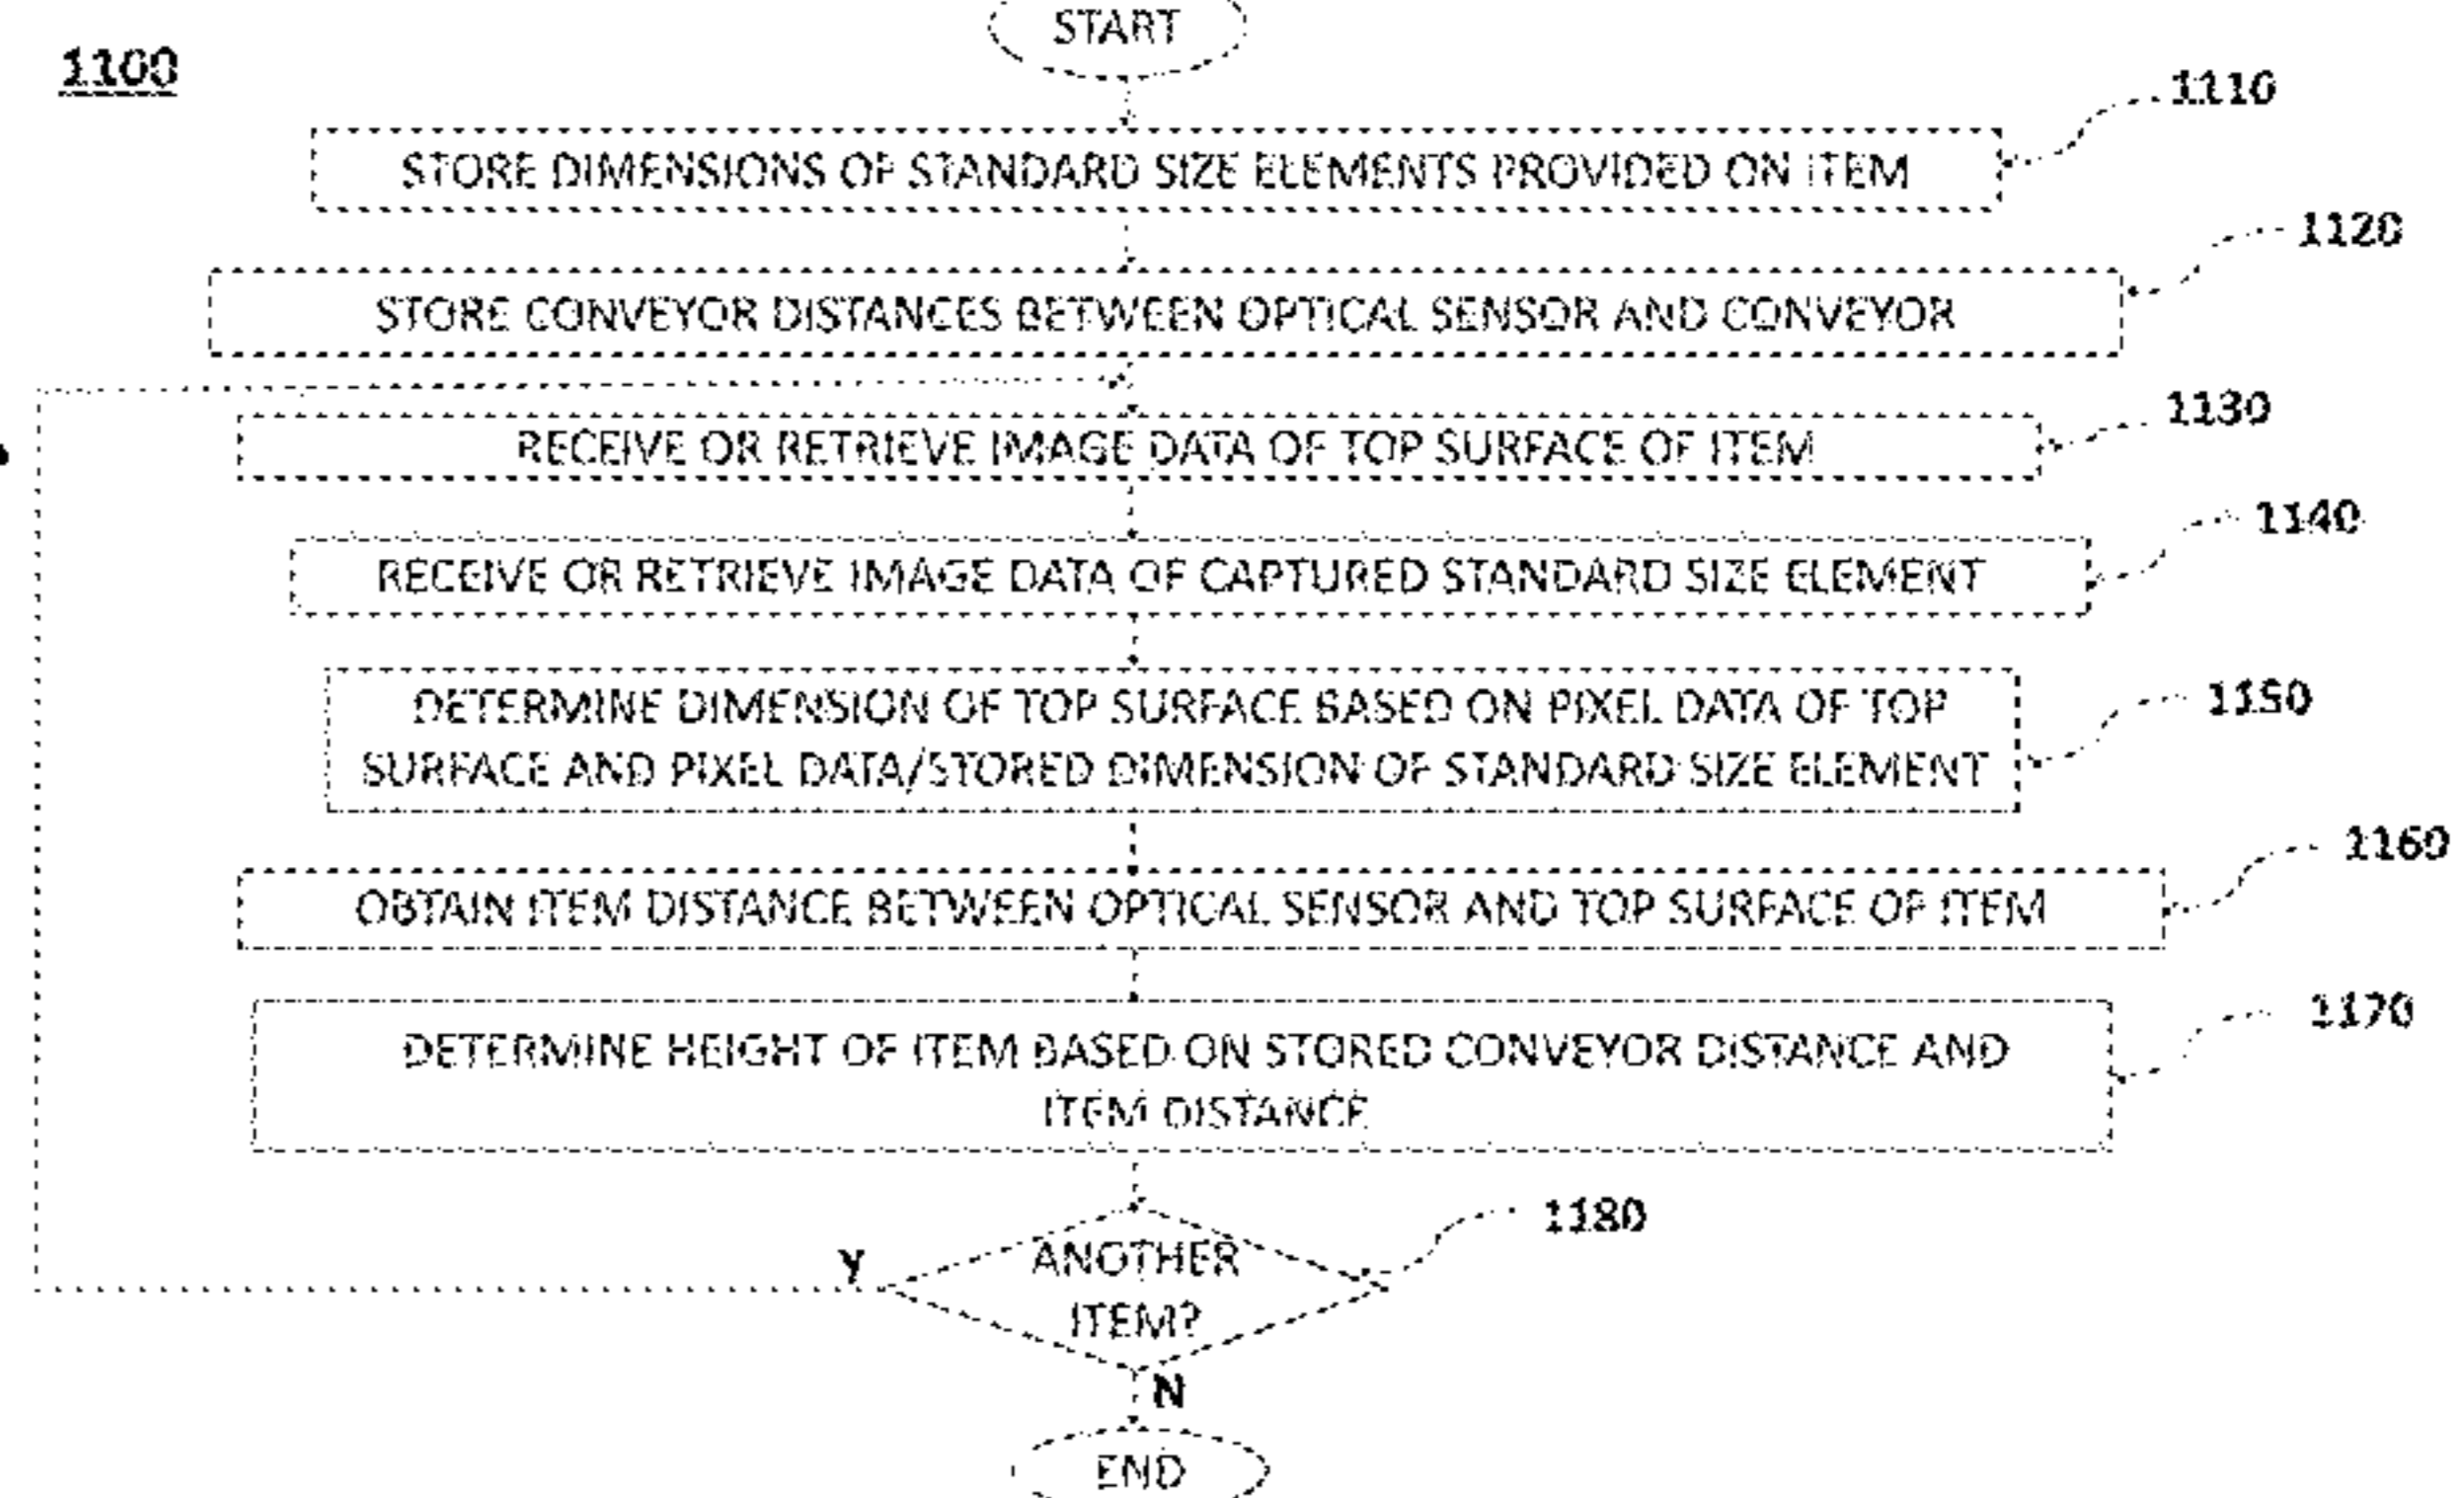 1100
START
1110
STORE DIMENSIONS OF STANDARD SIZE ELEMENTS PROVIDED ON ITEM
1120
STORE CONVEYOR DISTANCES BETWEEN OPTICAL SENSOR AND CONVEYOR
1130
RECEIVE OR RETRIEVE IMAGE DATA OF TOP SURFACE OF ITEM
1140
RECEIVE OR RETRIEVE IMAGE DATA OF CAPTURED STANDARD SIZE ELEMENT
1150
DETERMINE DIMENSION OF TOP SURFACE BASED ON PIXEL DATA OF TOP
SURFACE AND PIXEL DATA/STORED DIMENSION OF STANDARD SIZE ELEMENT
1160
OBTAIN ITEM DISTANCE BETWEEN OPTICAL SENSOR AND TOP SURFACE OF ITEM
1170
DETERMINE HEIGHT OF ITEM BASED ON STORED CONVEYOR DISTANCE AND
ITEM DISTANCE
1180
Y
ANOTHER
ITEM?
N
END